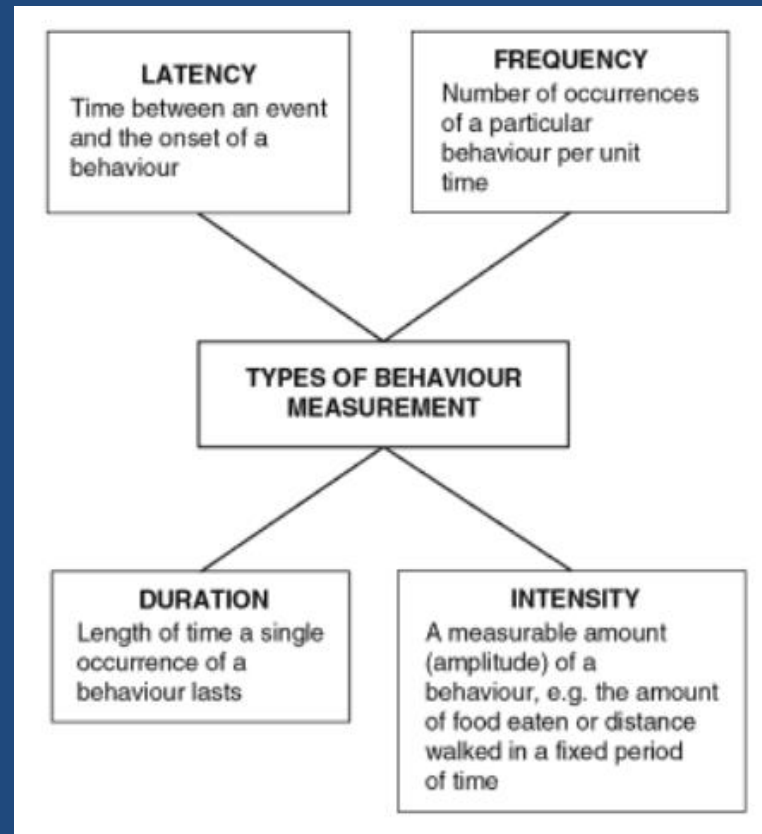 LATENCY
Time between an event
and the onset of a
behaviour
FREQUENCY
Number of occurrences
of a particular
behaviour per unit
time
TYPES OF BEHAVIOUR
MEASUREMENT
DURATION
Length of time a single
occurrence of a
behaviour lasts
INTENSITY
A measurable amount
(amplitude) of a
behaviour, e.g. the amount
of food eaten or distance
walked in a fixed period
of time